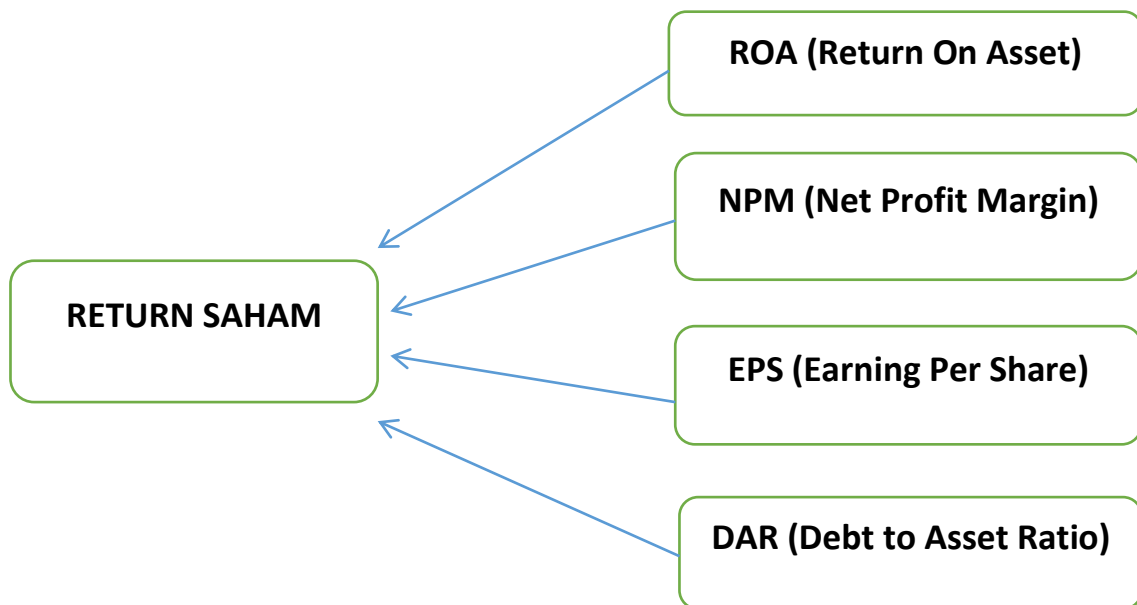 ROA (Return On Asset)
NPM (Net Profit Margin)
RETURN SAHAM
EPS (Earning Per Share)
DAR (Debt to Asset Ratio)